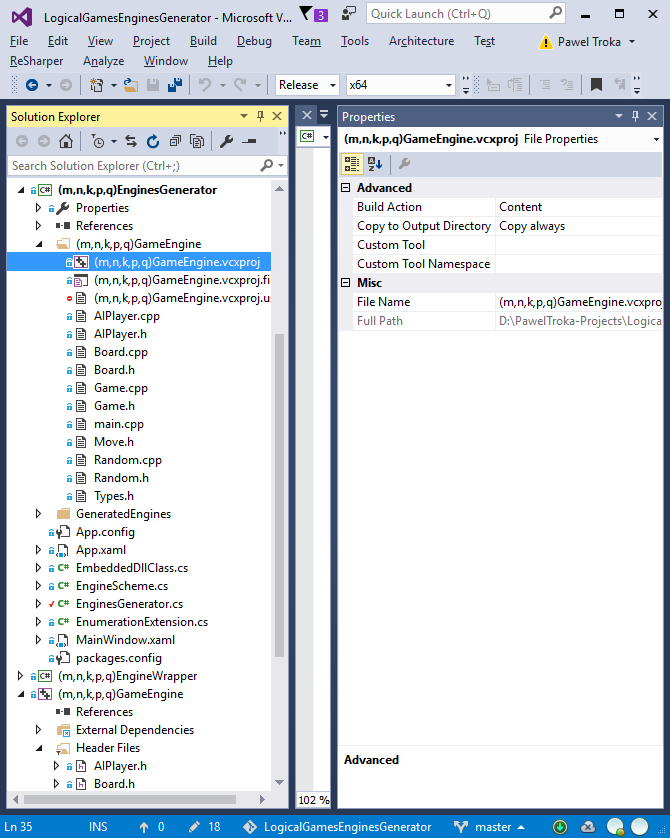 LogicalGamesEnginesGenerator - Microsoft V...
3
Quick Launch (Ctrl+Q)
File Edit View Project Build Debug Team Tools Architecture Test Pawel Troka
ReSharper Analyze Window Help
Release x64
Solution Explorer
Search Solution Explorer (Ctrl+;)
(m,n,k,p,q)EnginesGenerator
Properties
References
(m,n,k,p,q)GameEngine
(m,n,k,p,q)GameEngine.vcxproj
(m,n,k,p,q)GameEngine.vcxproj.fi
(m,n,k,p,q)GameEngine.vcxproj.u
AIPlayer.cpp
AIPlayer.h
Board.cpp
Board.h
Game.cpp
Game.h
main.cpp
Move.h
Random.cpp
Random.h
Types.h
GeneratedEngines
App.config
App.xaml
EmbeddedDllClass.cs
EngineScheme.cs
EnginesGenerator.cs
EnumerationExtension.cs
MainWindow.xaml
packages.config
(m,n,k,p,q)EngineWrapper
(m,n,k,p,q)GameEngine
References
External Dependencies
Header Files
AIPlayer.h
Board.h
C#
102 %
Properties
(m,n,k,p,q)GameEngine.vcxproj File Properties
Advanced
Build Action Content
Copy to Output Directory Copy always
Custom Tool
Custom Tool Namespace
Misc
File Name (m,n,k,p,q)GameEngine.vcxpro
Full Path D:\PawelTroka-Projects\Logica
Advanced
Ln 35 INS 0 18 LogicalGamesEnginesGenerator master